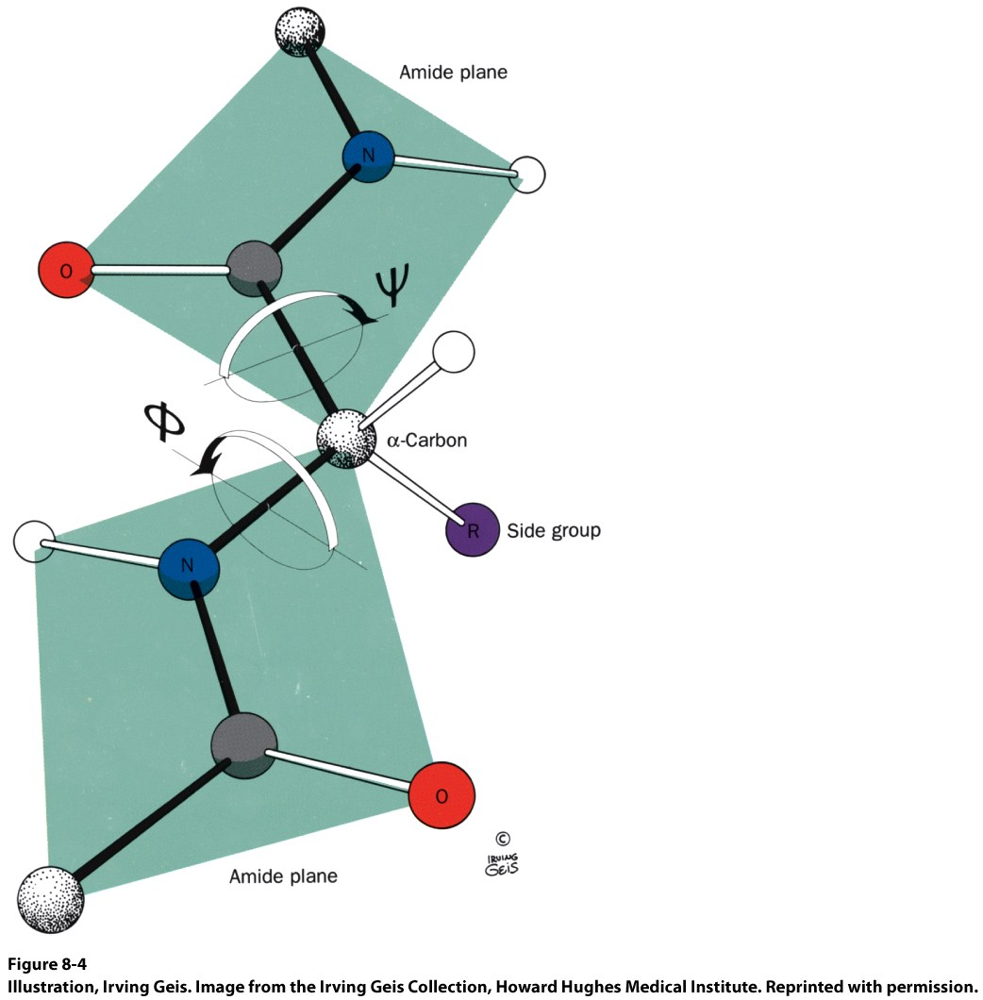 Amide plane
N
O
ψ
ϕ
α-Carbon
R Side group
N
O
©
IRVING
GEIS
Amide plane
Figure 8-4
Illustration, Irving Geis. Image from the Irving Geis Collection, Howard Hughes Medical Institute. Reprinted with permission.